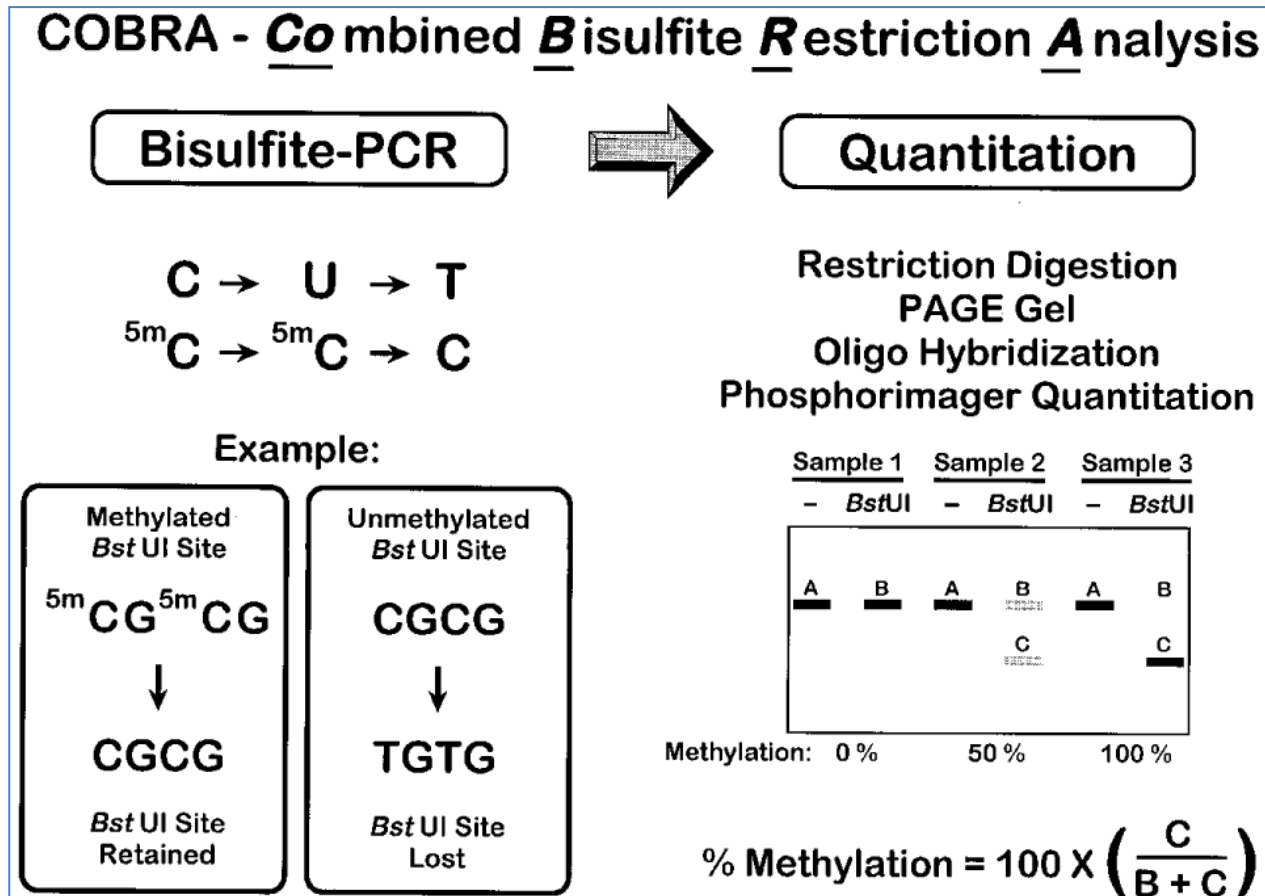 COBRA - Combined Bisulfite Restriction Analysis
Bisulfite-PCR
C → U → T
5mC → 5mC → C
Example:
Methylated
Bst UI Site
5mCG5mCG
↓
CGCG
Bst UI Site
Retained
Unmethylated
Bst UI Site
CGCG
↓
TGTG
Bst UI Site
Lost
Quantitation
Restriction Digestion
PAGE Gel
Oligo Hybridization
Phosphorimager Quantitation
Sample 1 Sample 2 Sample 3
– BstUI – BstUI – BstUI
A B A B A B
C C
Methylation: 0 % 50 % 100 %
% Methylation = 100 X ( C / B + C )